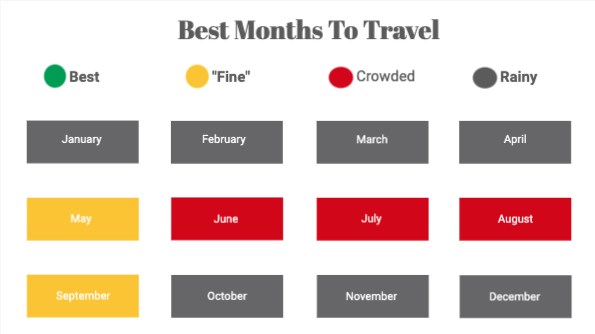 Best Months To Travel
Best "Fine" Crowded Rainy
January February March April
May June July August
September October November December